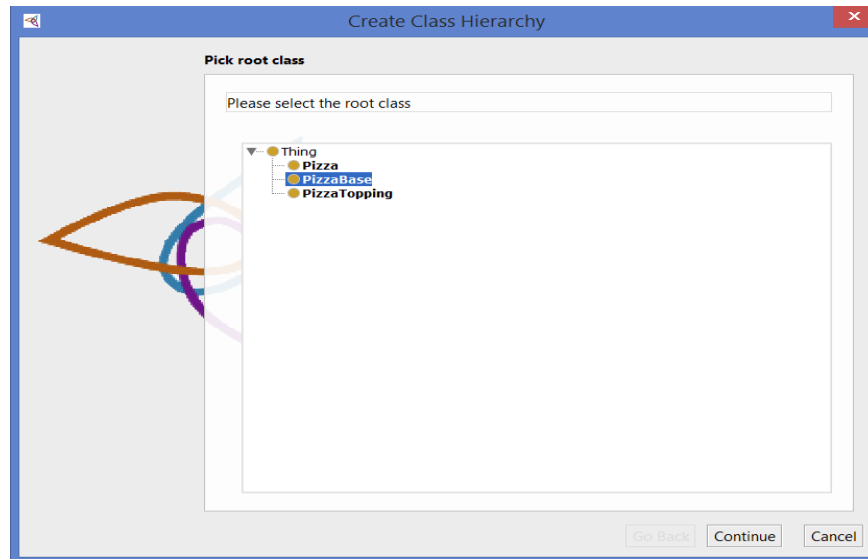 Create Class Hierarchy
Pick root class
Please select the root class
Thing
Pizza
PizzaBase
PizzaTopping
Go Back Continue Cancel